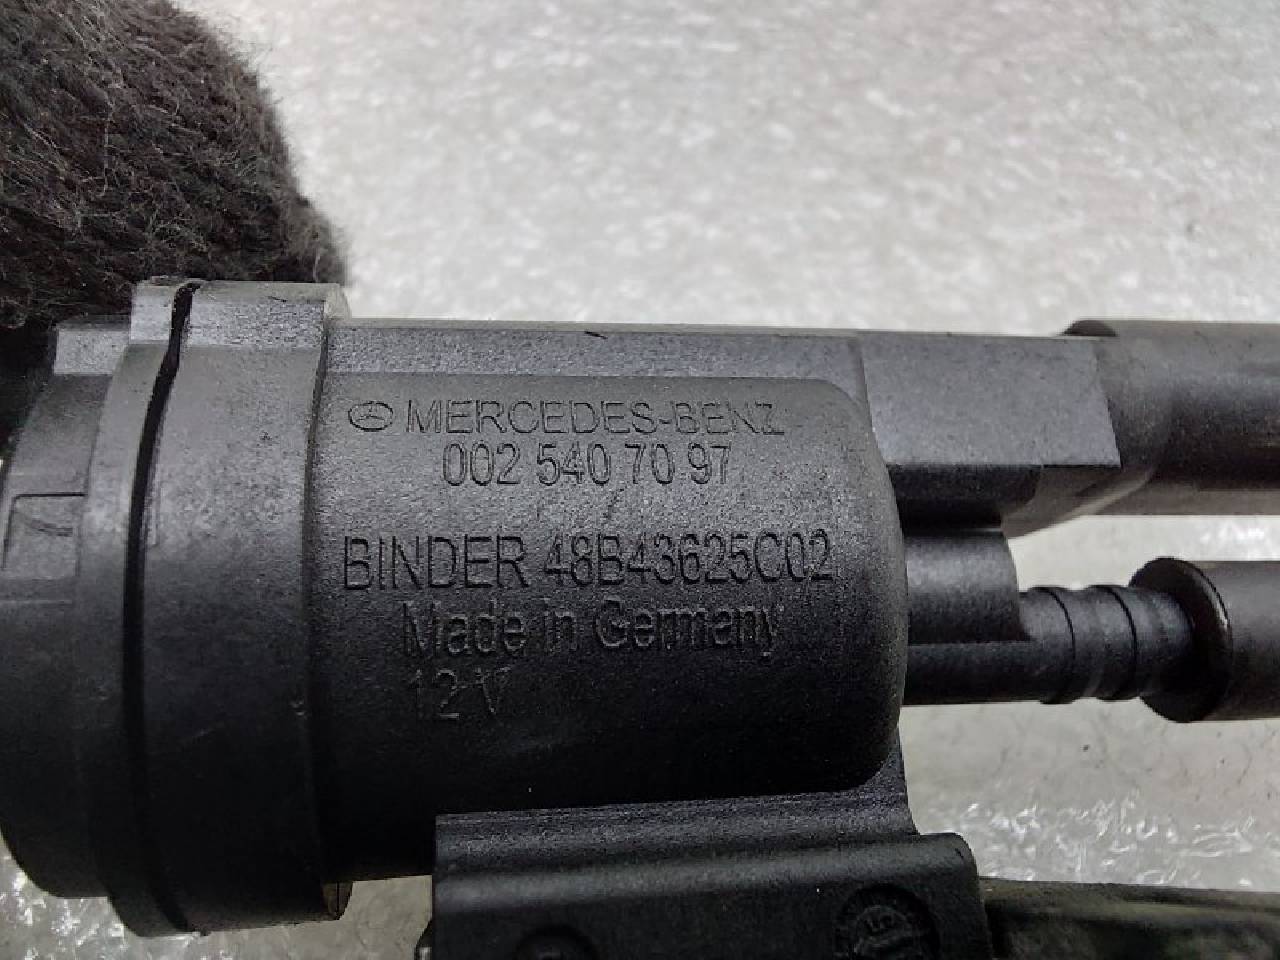 MERCEDES-BENZ
002 540 70 97
BINDER 48B43625C02
Made in Germany
12 V